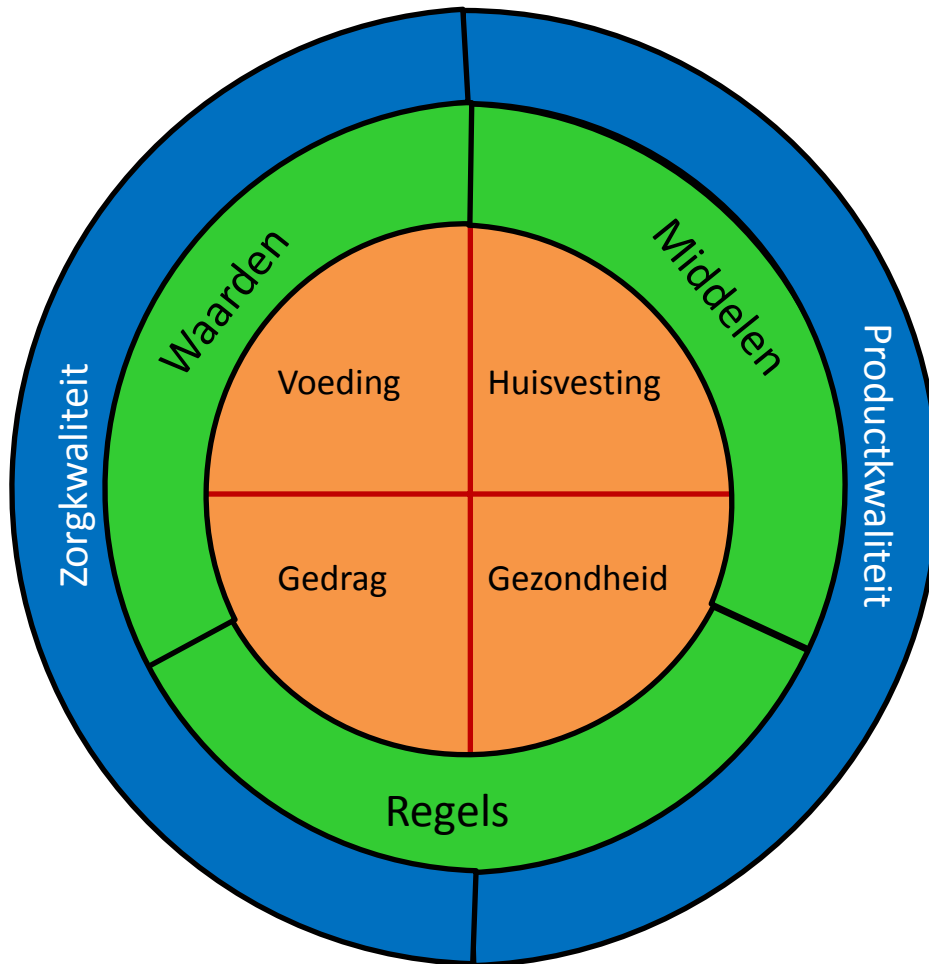 Waarden
Middelen
Voeding
Huisvesting
Zorgkwaliteit
Productkwaliteit
Gedrag
Gezondheid
Regels